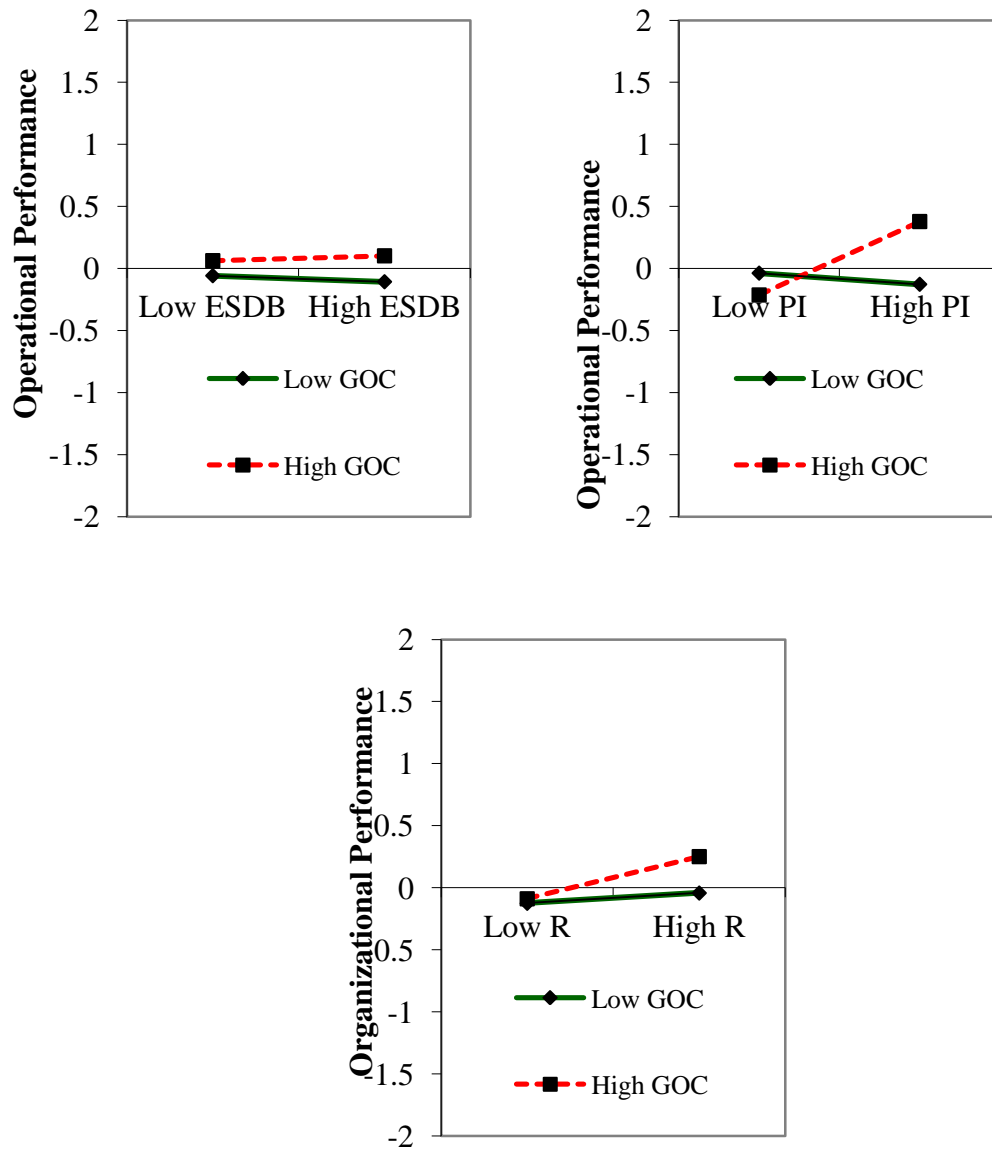 Operational Performance
2
1.5
1
0.5
0
-0.5
-1
-1.5
-2
Low ESDB
High ESDB
Low GOC
High GOC
Operational Performance
2
1.5
1
0.5
0
-0.5
-1
-1.5
-2
Low PI
High PI
Low GOC
High GOC
Organizational Performance
2
1.5
1
0.5
0
-0.5
-1
-1.5
-2
Low R
High R
Low GOC
High GOC